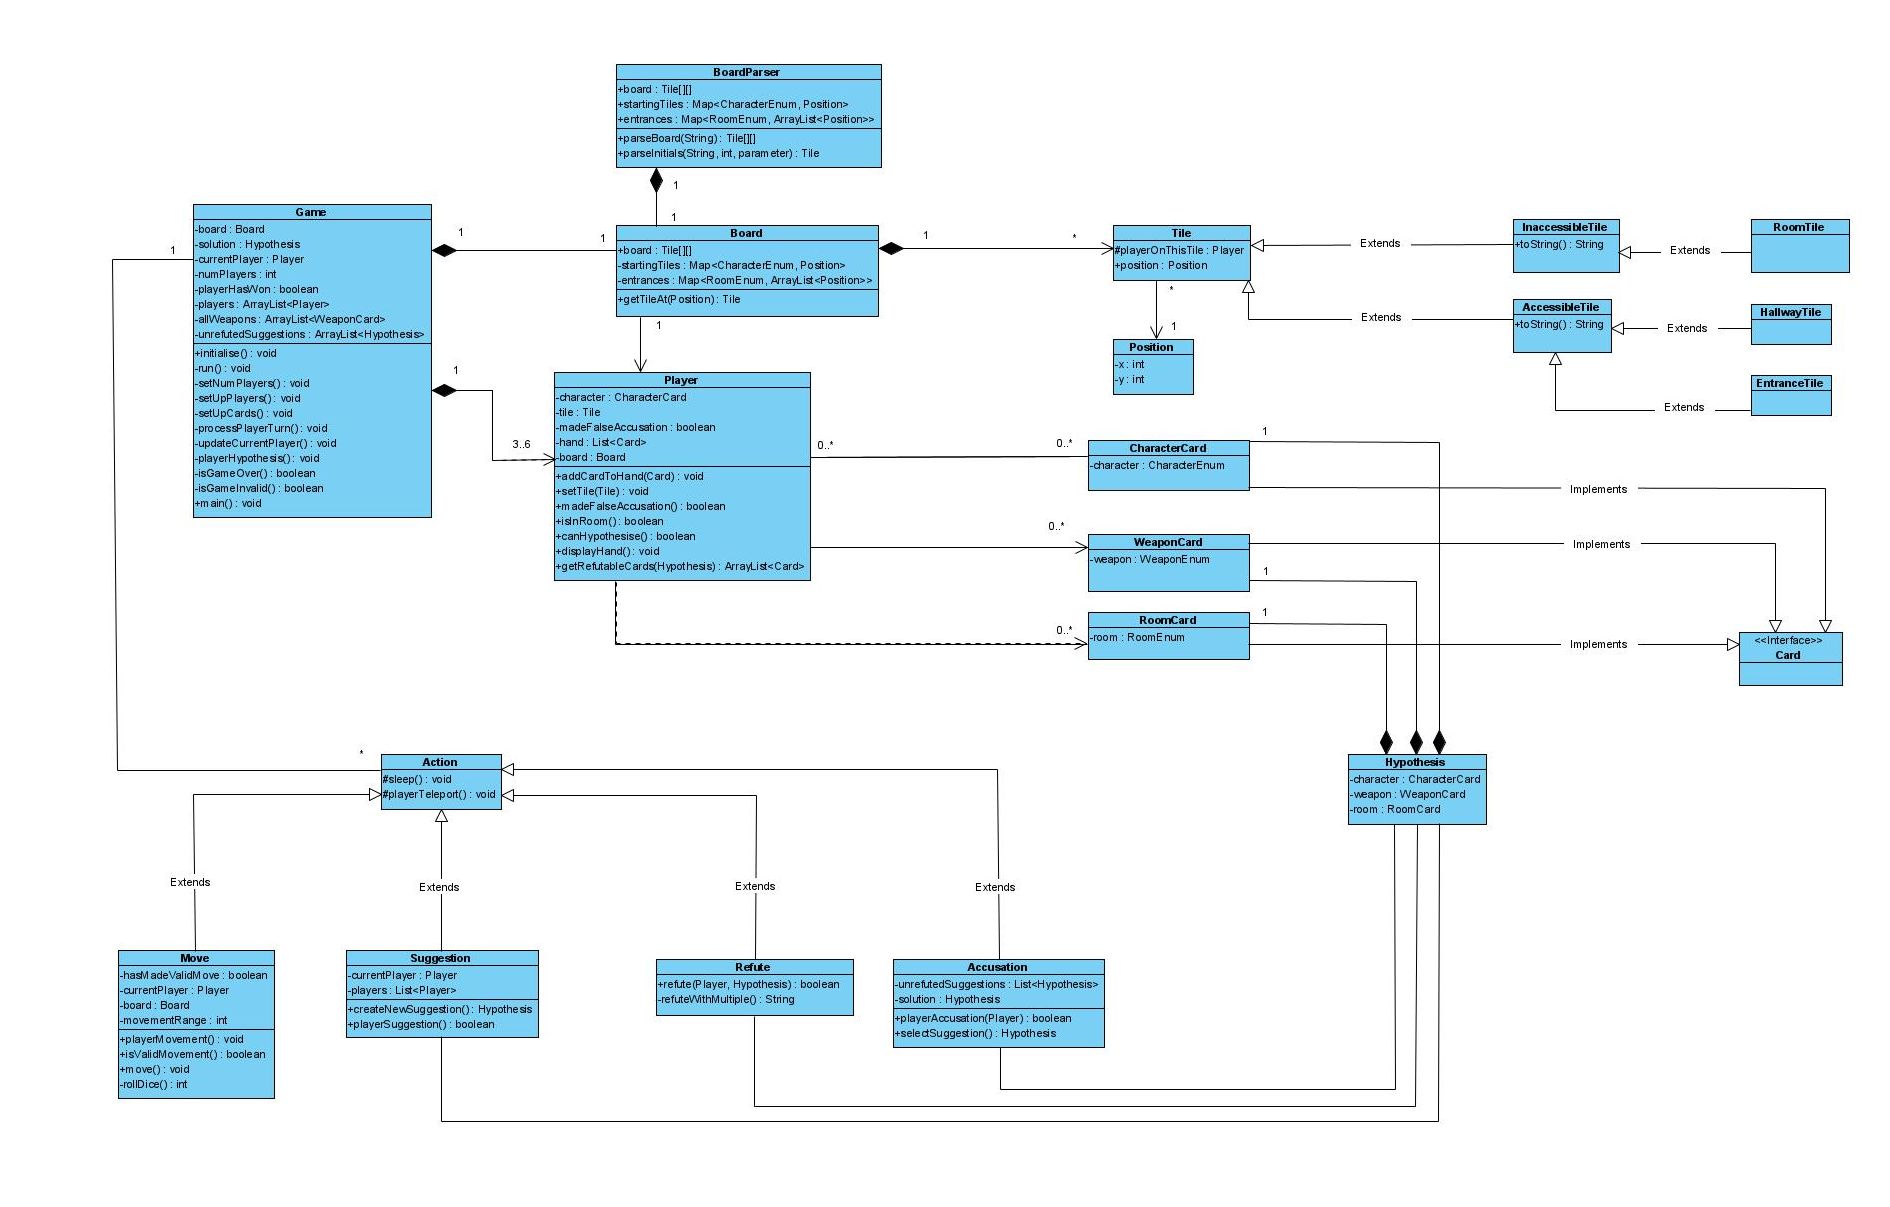 BoardParser
+board : Tile[][]
+startingTiles : Map<CharacterEnum, Position>
+entrances : Map<RoomEnum, ArrayList<Position>>
+parseBoard(String) : Tile[][]
+parseInitials(String, int, parameter) : Tile
1
1
Game
-board : Board
-solution : Hypothesis
-currentPlayer : Player
-numPlayers : int
-playerHasWon : boolean
-players : ArrayList<Player>
-allWeapons : ArrayList<WeaponCard>
-unrefutedSuggestions : ArrayList<Hypothesis>
+initialise() : void
-run() : void
-setNumPlayers() : void
-setUpPlayers() : void
-setUpCards() : void
-processPlayerTurn() : void
-updateCurrentPlayer() : void
-playerHypothesis() : void
-isGameOver() : boolean
-isGameInvalid() : boolean
+main() : void
1
1
1
1
3..6
Board
+board : Tile[][]
-startingTiles : Map<CharacterEnum, Position>
-entrances : Map<RoomEnum, ArrayList<Position>>
+getTileAt(Position) : Tile
1
*
1
Tile
#playerOnThisTile : Player
+position : Position
*
1
Position
-x : int
-y : int
Extends
Extends
InaccessibleTile
+toString() : String
Extends
RoomTile
AccessibleTile
+toString() : String
Extends
HallwayTile
Extends
EntranceTile
Player
-character : CharacterCard
-tile : Tile
-madeFalseAccusation : boolean
-hand : List<Card>
-board : Board
+addCardToHand(Card) : void
+setTile(Tile) : void
+madeFalseAccusation() : boolean
+isInRoom() : boolean
+canHypothesise() : boolean
+displayHand() : void
+getRefutableCards(Hypothesis) : ArrayList<Card>
0..*
0..*
CharacterCard
-character : CharacterEnum
1
Implements
0..*
WeaponCard
-weapon : WeaponEnum
Implements
1
0..*
RoomCard
-room : RoomEnum
1
Implements
<<Interface>>
Card
*
Action
#sleep() : void
#playerTeleport() : void
Hypothesis
-character : CharacterCard
-weapon : WeaponCard
-room : RoomCard
Extends
Extends
Extends
Extends
Move
-hasMadeValidMove : boolean
-currentPlayer : Player
-board : Board
-movementRange : int
+playerMovement() : void
+isValidMovement() : boolean
+move() : void
-rollDice() : int
Suggestion
-currentPlayer : Player
-players : List<Player>
+createNewSuggestion() : Hypothesis
+playerSuggestion() : boolean
Refute
+refute(Player, Hypothesis) : boolean
-refuteWithMultiple() : String
Accusation
-unrefutedSuggestions : List<Hypothesis>
-solution : Hypothesis
+playerAccusation(Player) : boolean
+selectSuggestion() : Hypothesis